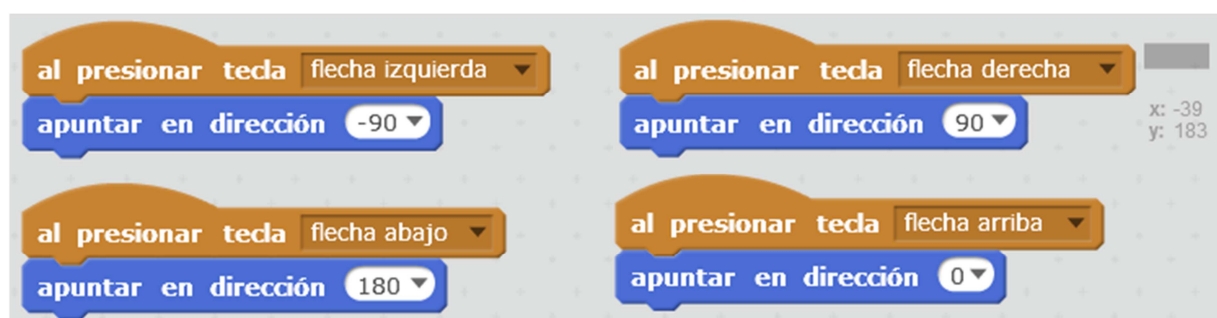 al presionar tecla flecha izquierda
apuntar en dirección -90
al presionar tecla flecha derecha
apuntar en dirección 90
x: -39
y: 183
al presionar tecla flecha abajo
apuntar en dirección 180
al presionar tecla flecha arriba
apuntar en dirección 0